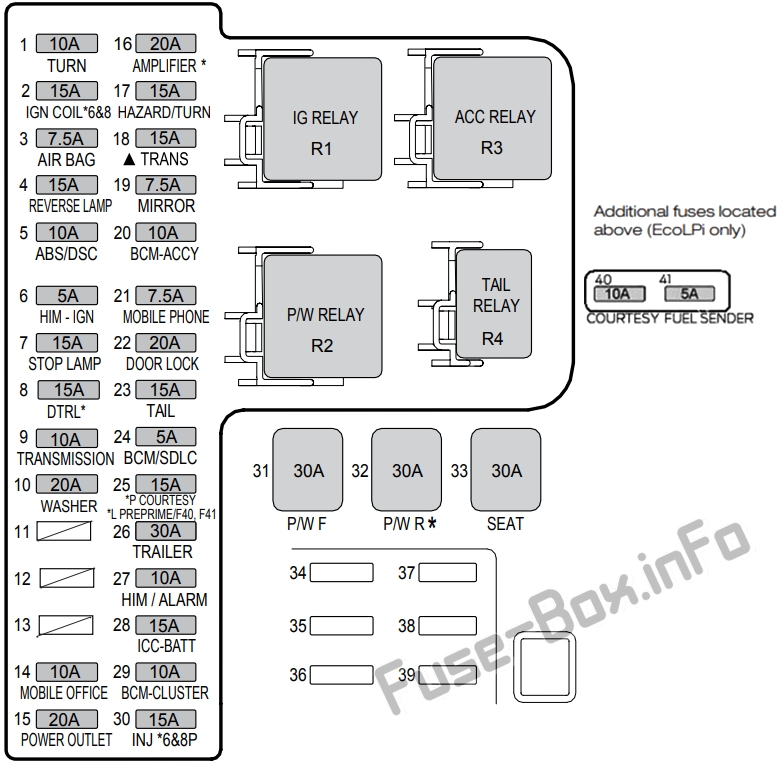 1 10A
TURN
2 15A
IGN COIL*6&8
3 7.5A
AIR BAG
4 15A
REVERSE LAMP
5 10A
ABS/DSC
6 5A
HIM - IGN
7 15A
STOP LAMP
8 15A
DTRL*
9 10A
TRANSMISSION
10 20A
WASHER
11
12
13
14 10A
MOBILE OFFICE
15 20A
POWER OUTLET
16 20A
AMPLIFIER *
17 15A
HAZARD/TURN
18 15A
▲ TRANS
19 7.5A
MIRROR
20 10A
BCM-ACCY
21 7.5A
MOBILE PHONE
22 20A
DOOR LOCK
23 15A
TAIL
24 5A
BCM/SDLC
25 15A
*P COURTESY
*L PREPRIME/F40, F41
26 30A
TRAILER
27 10A
HIM / ALARM
28 15A
ICC-BATT
29 10A
BCM-CLUSTER
30 15A
INJ *6&8P
IG RELAY
R1
ACC RELAY
R3
P/W RELAY
R2
TAIL
RELAY
R4
Additional fuses located
above (EcoLPi only)
40 41
10A 5A
COURTESY FUEL SENDER
31 30A
P/W F
32 30A
P/W R *
33 30A
SEAT
34 37
35 38
36 39
Fuse-Box.inFo